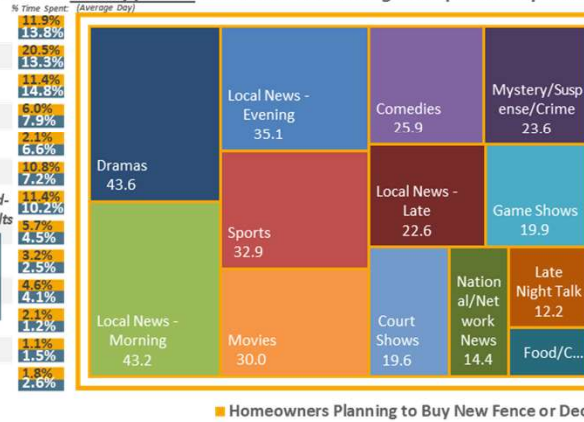 % Time Spent: (Average Day)
11.9%
13.8%
20.5%
13.3%
11.4%
14.8%
6.0%
7.9%
2.1%
6.6%
10.8%
7.2%
11.4%
10.2%
5.7%
4.5%
3.2%
2.5%
4.6%
4.1%
2.1%
1.2%
1.1%
1.5%
1.8%
2.6%
Dramas
43.6
Local News -
Morning
43.2
Local News -
Evening
35.1
Sports
32.9
Movies
30.0
Comedies
25.9
Mystery/Susp
ense/Crime
23.6
Local News -
Late
22.6
Game Shows
19.9
Court
Shows
19.6
Nation
al/Net
work
News
14.4
Late
Night Talk
12.2
Food/C...
Homeowners Planning to Buy New Fence or Dec